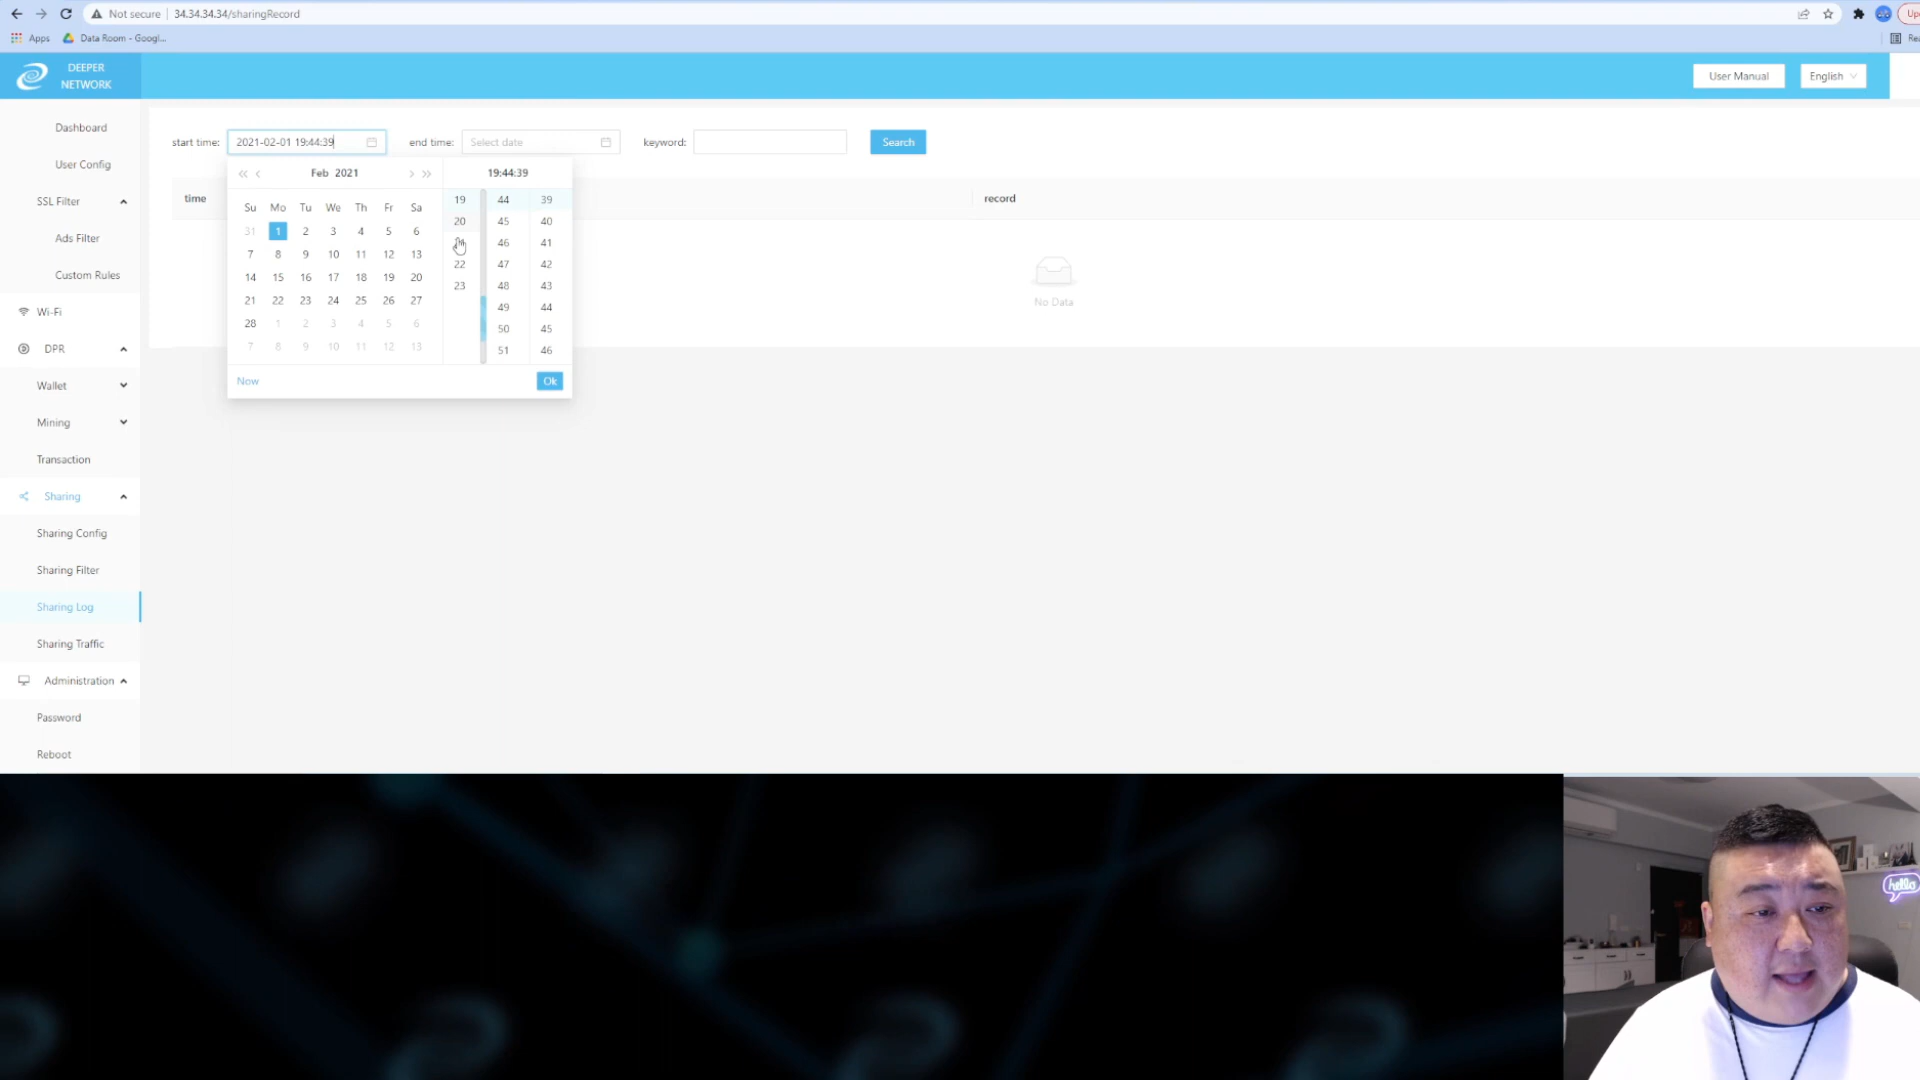 Not secure | 34.34.34.34/sharingRecord
Apps Data Room - Googl...
DEEPER
NETWORK
User Manual
English
Dashboard
User Config
SSL Filter
Ads Filter
Custom Rules
Wi-Fi
DPR
Wallet
Mining
Transaction
Sharing
Sharing Config
Sharing Filter
Sharing Log
Sharing Traffic
Administration
Password
Reboot
start time: 2021-02-01 19:44:39 end time: Select date keyword: Search
time record
Feb 2021 19:44:39
Su Mo Tu We Th Fr Sa
31 1 2 3 4 5 6
7 8 9 10 11 12 13
14 15 16 17 18 19 20
21 22 23 24 25 26 27
28 1 2 3 4 5 6
7 8 9 10 11 12 13
19 44 39
20 45 40
46 41
22 47 42
23 48 43
49 44
50 45
51 46
Now Ok
No Data
hello